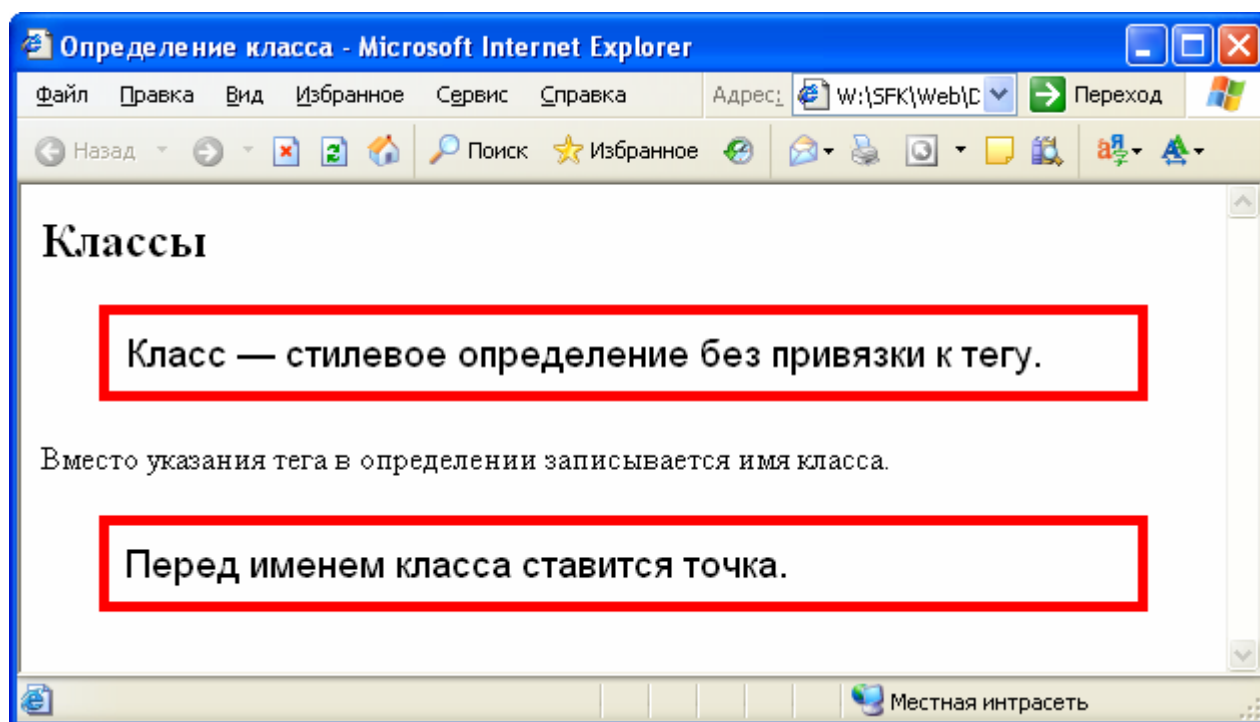 Определение класса - Microsoft Internet Explorer
Файл Правка Вид Избранное Сервис Справка Адрес: W:\SFK\Web\D Переход
Назад Поиск Избранное
Классы
Класс — стилевое определение без привязки к тегу.
Вместо указания тега в определении записывается имя класса.
Перед именем класса ставится точка.
Местная интрасеть